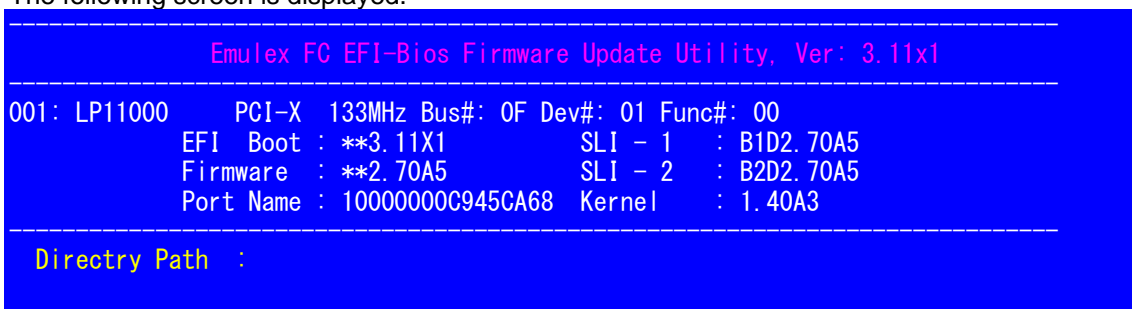 The following screen is displayed.
Emulex FC EFI-Bios Firmware Update Utility, Ver: 3.11x1
001: LP11000 PCI-X 133MHz Bus#: 0F Dev#: 01 Func#: 00
EFI Boot : **3.11X1 SLI - 1 : B1D2.70A5
Firmware : **2.70A5 SLI - 2 : B2D2.70A5
Port Name : 10000000C945CA68 Kernel : 1.40A3
Directry Path :